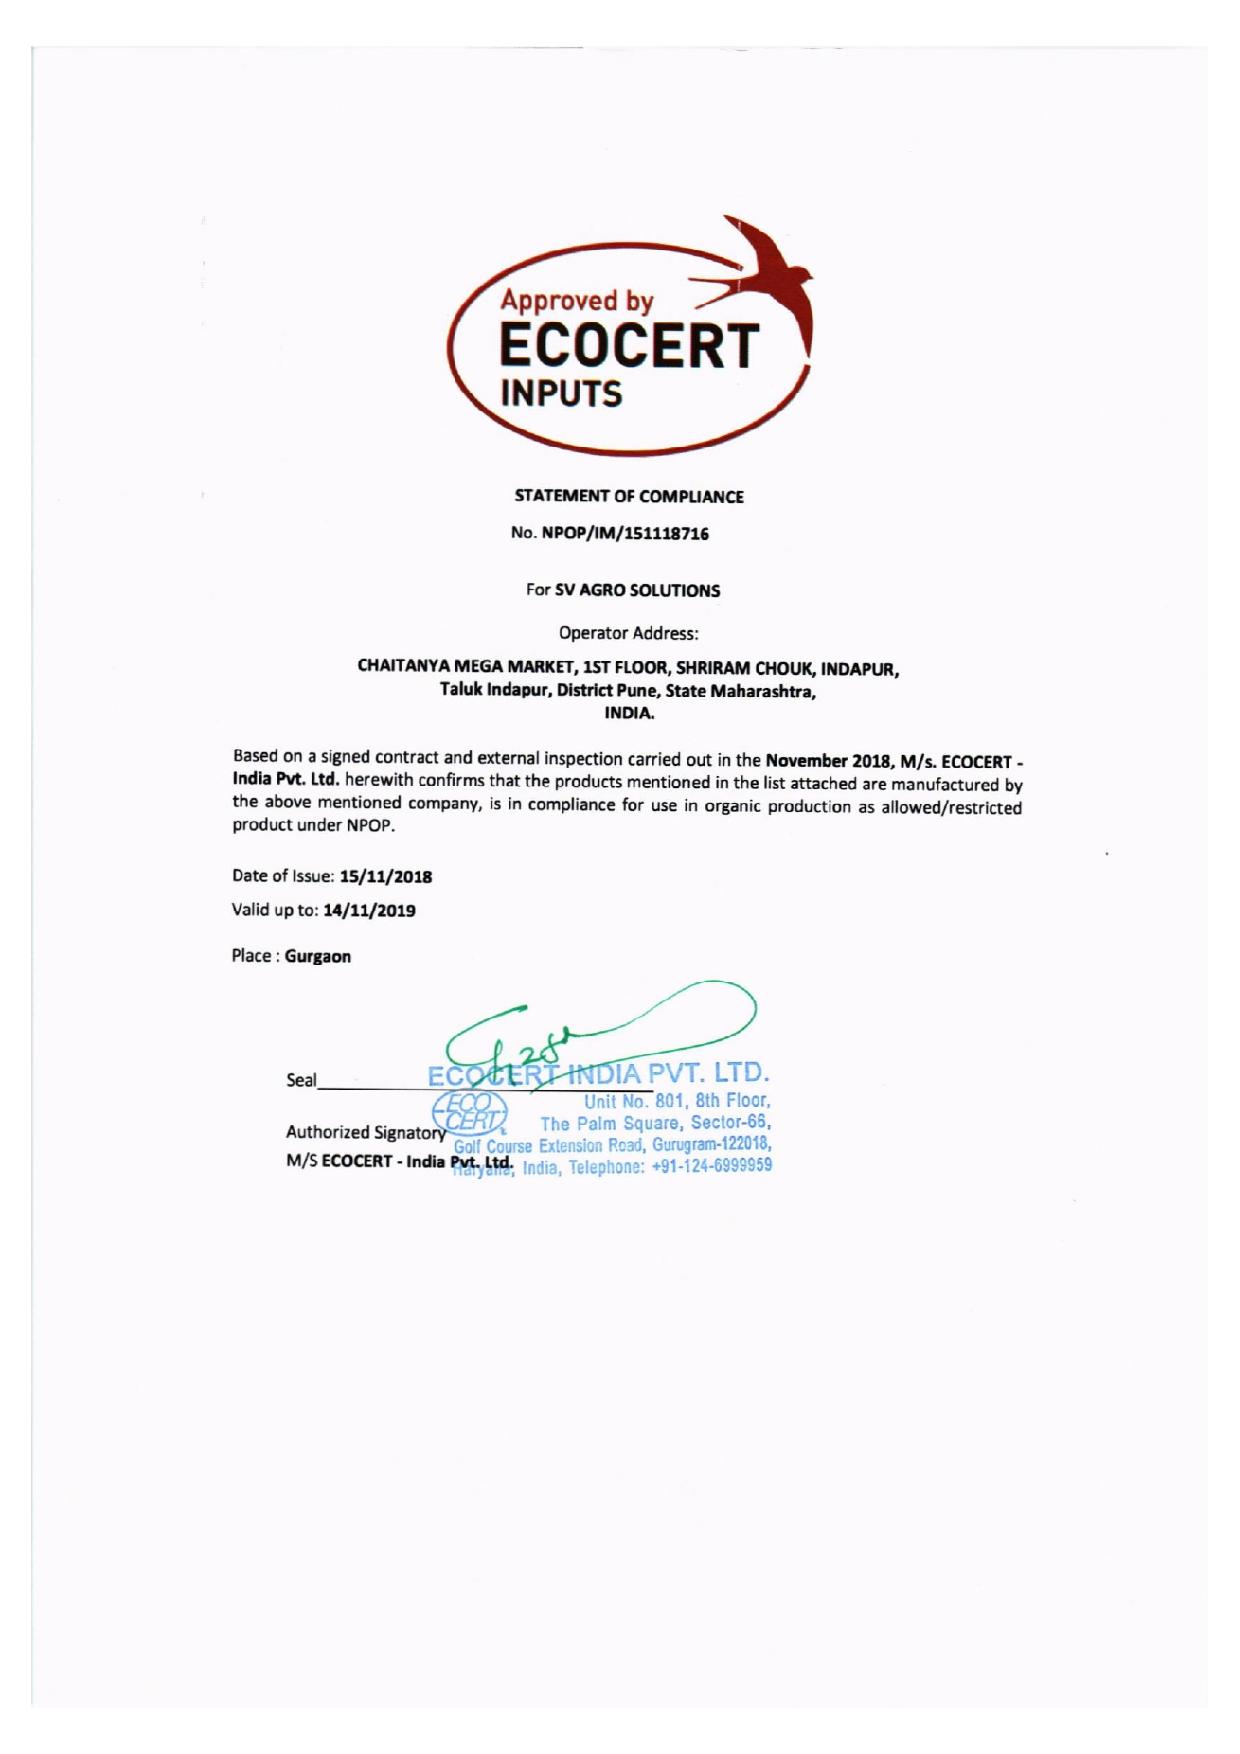 Approved by
ECOCERT
INPUTS
STATEMENT OF COMPLIANCE
No. NPOP/IM/151118716
For SV AGRO SOLUTIONS
Operator Address:
CHAITANYA MEGA MARKET, 1ST FLOOR, SHRIRAM CHOUK, INDAPUR,
Taluk Indapur, District Pune, State Maharashtra,
INDIA.
Based on a signed contract and external inspection carried out in the November 2018, M/s. ECOCERT -
India Pvt. Ltd. herewith confirms that the products mentioned in the list attached are manufactured by
the above mentioned company, is in compliance for use in organic production as allowed/restricted
product under NPOP.
Date of Issue: 15/11/2018
Valid up to: 14/11/2019
Place : Gurgaon
Seal
ECOCERT INDIA PVT. LTD.
ECO
CERT
Unit No. 801, 8th Floor,
The Palm Square, Sector-66,
Golf Course Extension Road, Gurugram-122018,
Haryana, India, Telephone: +91-124-6999959
Authorized Signatory
M/S ECOCERT - India Pvt. Ltd.